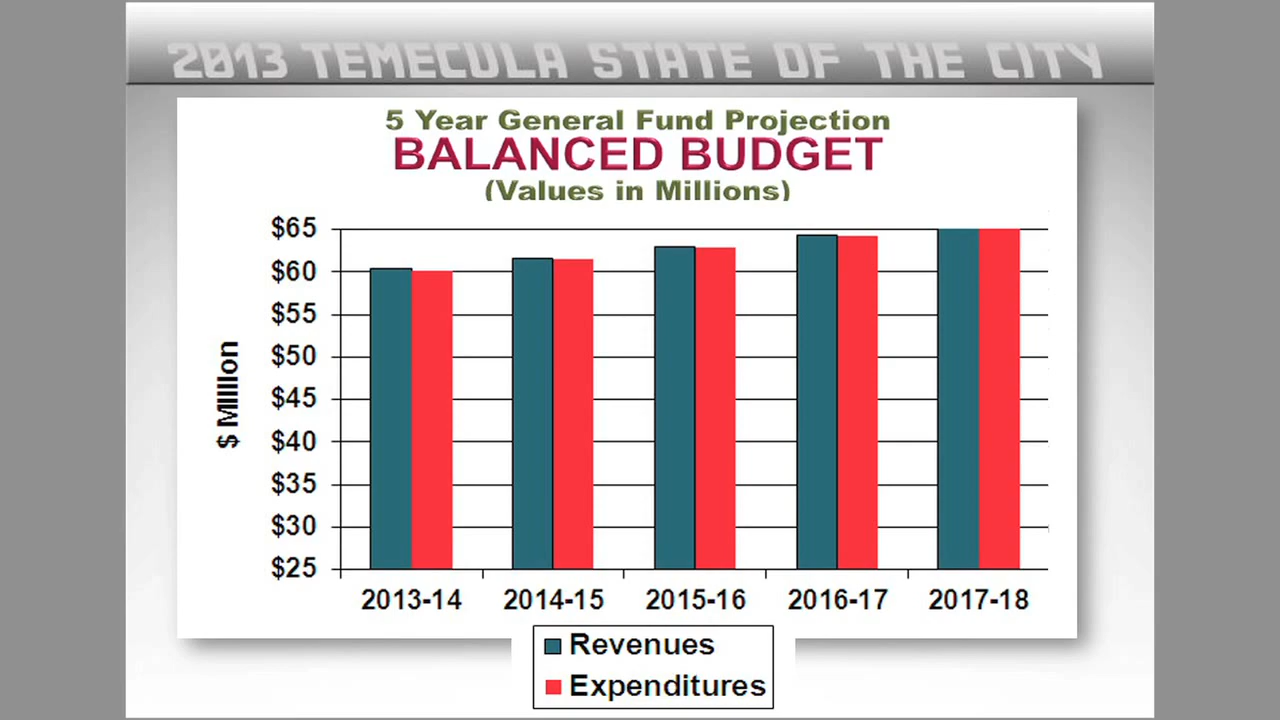 2013 TEMECULA STATE OF THE CITY
5 Year General Fund Projection
BALANCED BUDGET
(Values in Millions)
$65
$60
$55
$50
$45
$40
$35
$30
$25
$ Million
2013-14 2014-15 2015-16 2016-17 2017-18
Revenues
Expenditures